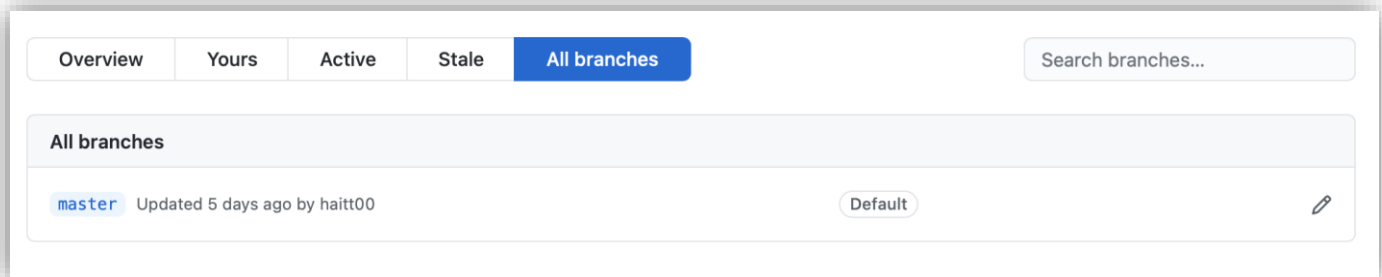 Overview Yours Active Stale All branches Search branches...
All branches
master Updated 5 days ago by haitt00 Default